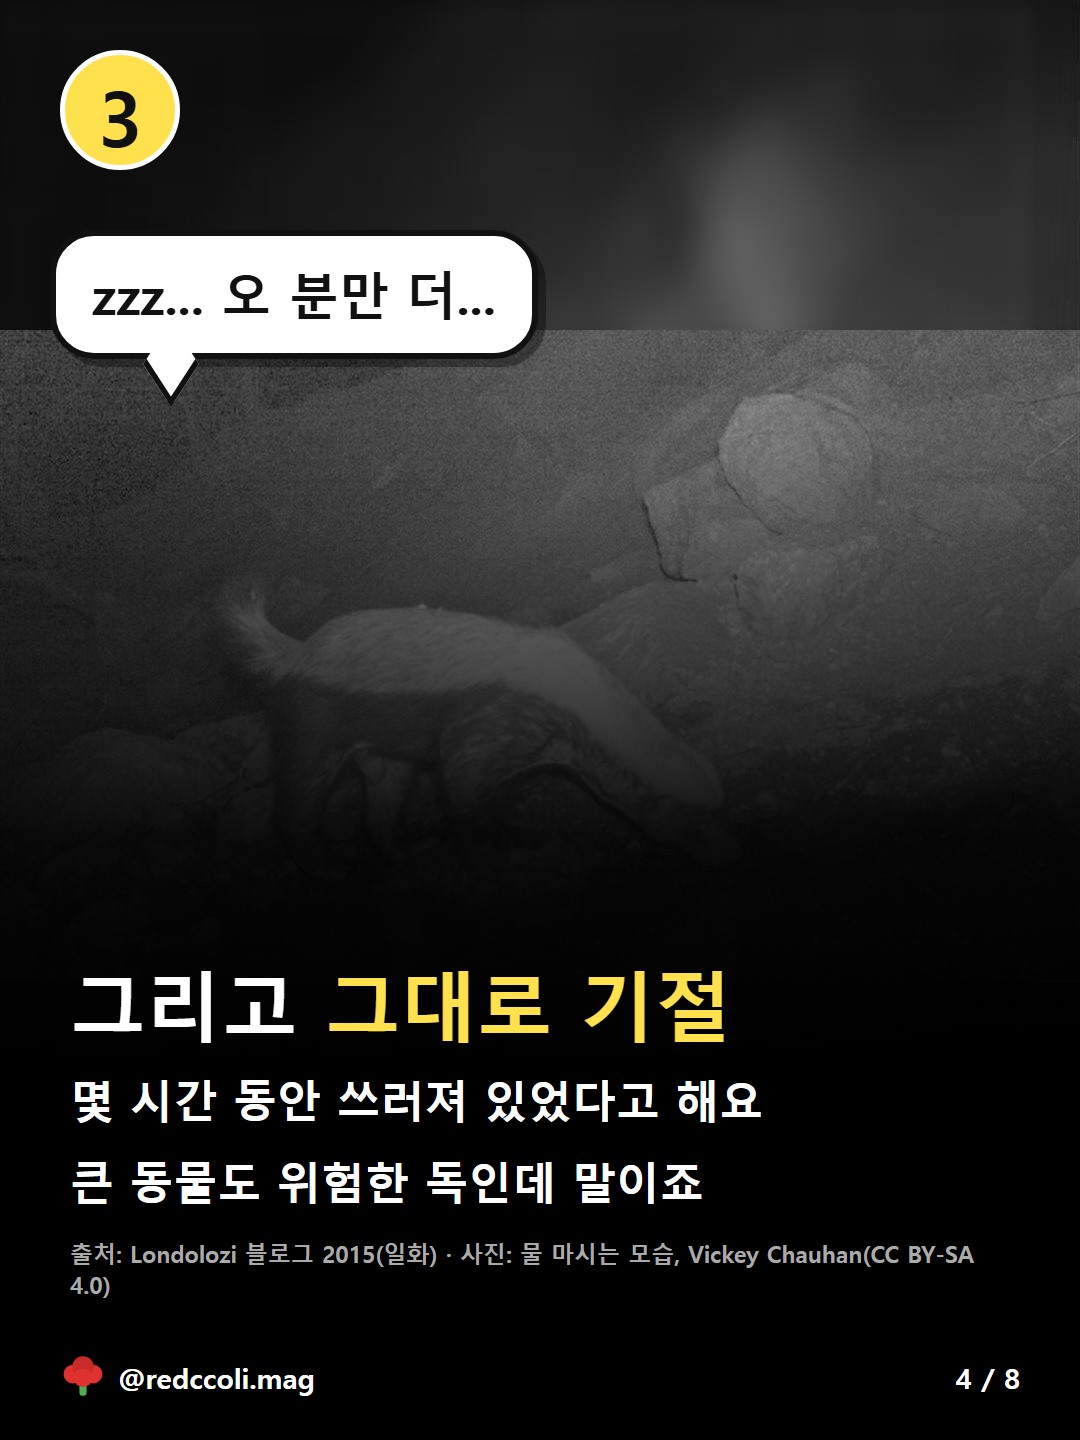 3
zzz... 오 분만 더...
그리고 그대로 기절
몇 시간 동안 쓰러져 있었다고 해요
큰 동물도 위험한 독인데 말이죠
출처: Londolozi 블로그 2015(일화) · 사진: 물 마시는 모습, Vickey Chauhan(CC BY-SA
4.0)
@redccoli.mag
4 / 8